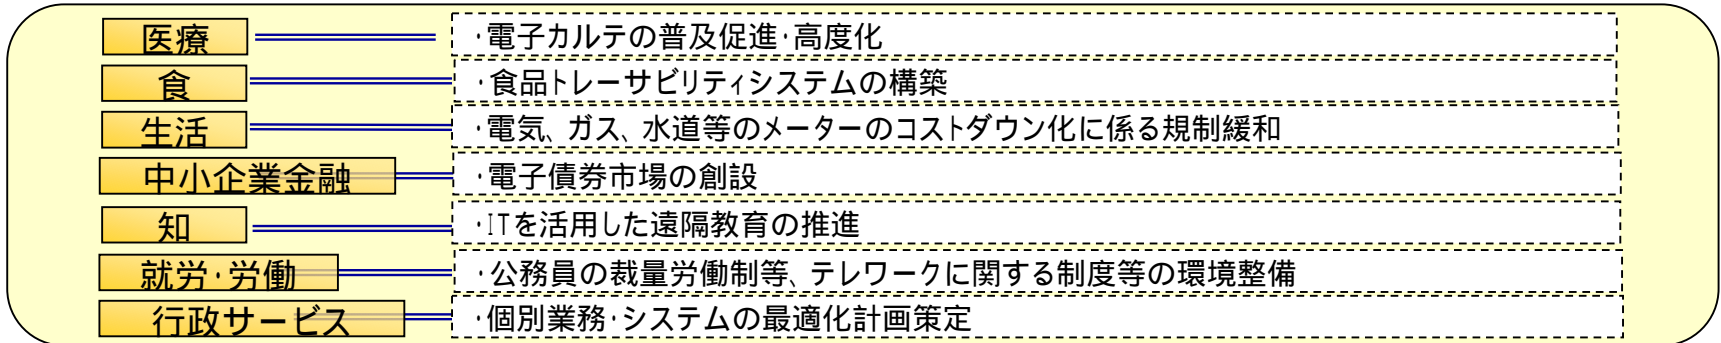 医療 ・電子カルテの普及促進・高度化
食 ・食品トレーサビリティシステムの構築
生活 ・電気、ガス、水道等のメーターのコストダウン化に係る規制緩和
中小企業金融 ・電子債券市場の創設
知 ・ITを活用した遠隔教育の推進
就労・労働 ・公務員の裁量労働制等、テレワークに関する制度等の環境整備
行政サービス ・個別業務・システムの最適化計画策定